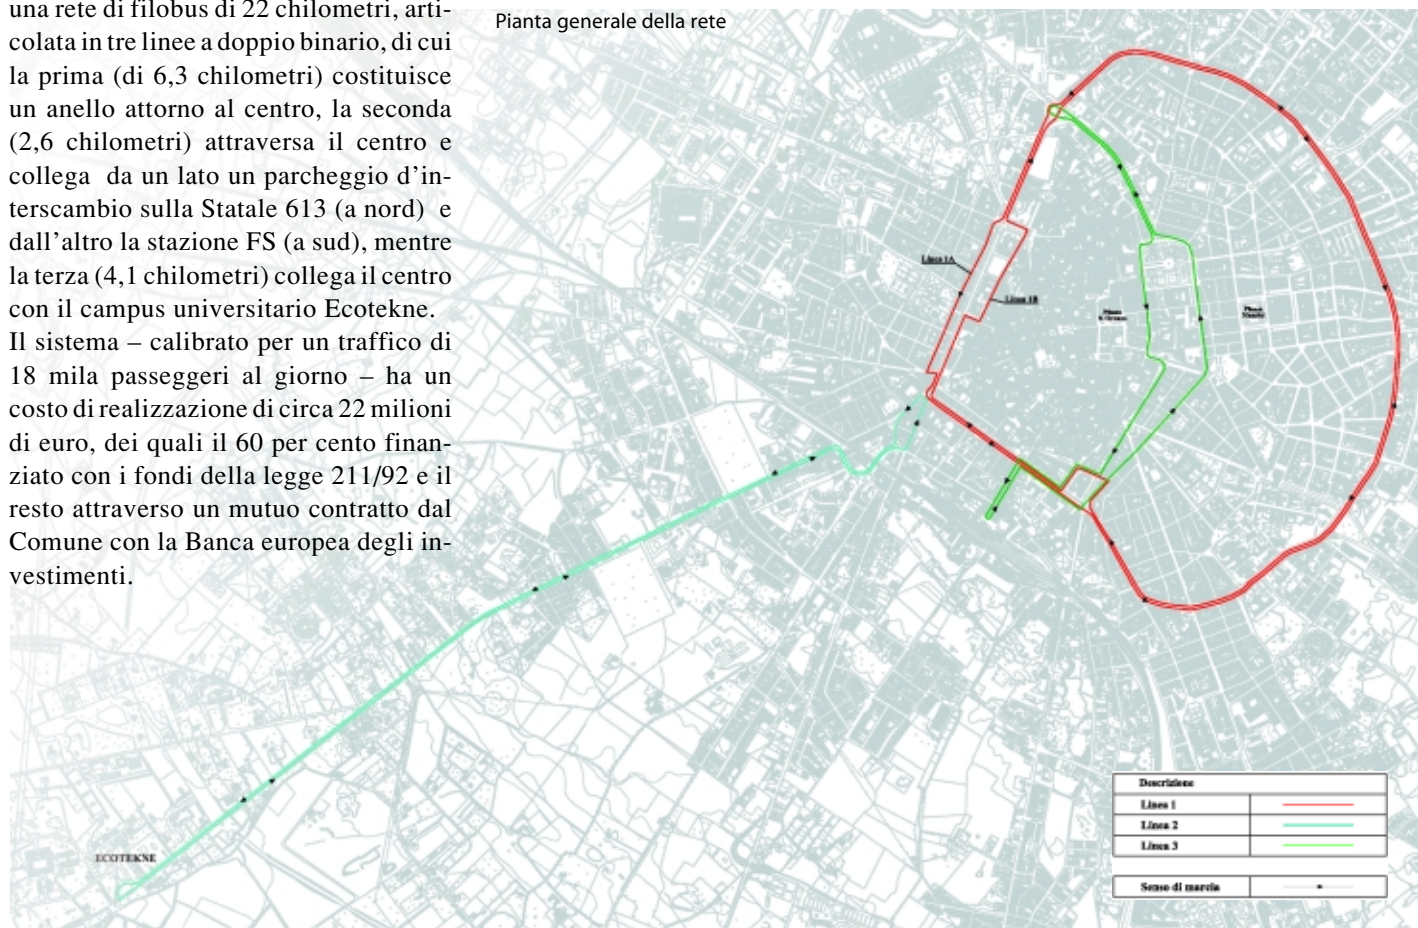 una rete di filobus di 22 chilometri, arti-
colata in tre linee a doppio binario, di cui
la prima (di 6,3 chilometri) costituisce
un anello attorno al centro, la seconda
(2,6 chilometri) attraversa il centro e
collega da un lato un parcheggio d'in-
terscambio sulla Statale 613 (a nord) e
dall'altro la stazione FS (a sud), mentre
la terza (4,1 chilometri) collega il centro
con il campus universitario Ecotekne.
Il sistema – calibrato per un traffico di
18 mila passeggeri al giorno – ha un
costo di realizzazione di circa 22 milioni
di euro, dei quali il 60 per cento finan-
ziato con i fondi della legge 211/92 e il
resto attraverso un mutuo contratto dal
Comune con la Banca europea degli in-
vestimenti.
Pianta generale della rete
Linea 1A
Linea 1B
ECOTEKNE
Descrizione
Linea 1
Linea 2
Linea 3
Senso di marcia